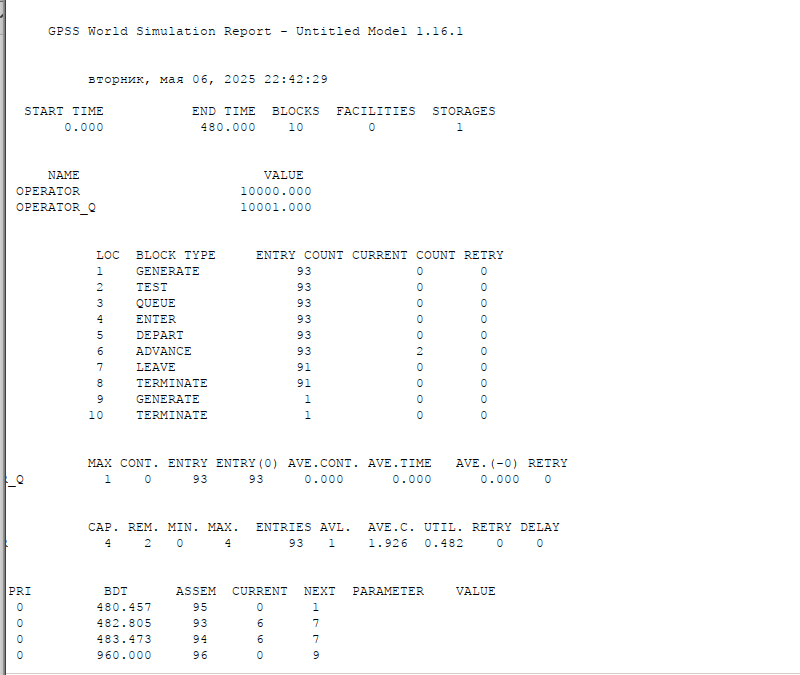 GPSS World Simulation Report - Untitled Model 1.16.1
вторник, мая 06, 2025 22:42:29
START TIME END TIME BLOCKS FACILITIES STORAGES
0.000 480.000 10 0 1
NAME VALUE
OPERATOR 10000.000
OPERATOR_Q 10001.000
LOC BLOCK TYPE ENTRY COUNT CURRENT COUNT RETRY
1 GENERATE 93 0 0
2 TEST 93 0 0
3 QUEUE 93 0 0
4 ENTER 93 0 0
5 DEPART 93 0 0
6 ADVANCE 93 2 0
7 LEAVE 91 0 0
8 TERMINATE 91 0 0
9 GENERATE 1 0 0
10 TERMINATE 1 0 0
MAX CONT. ENTRY ENTRY(0) AVE.CONT. AVE.TIME AVE.(-0) RETRY
_Q 1 0 93 93 0.000 0.000 0.000 0
CAP. REM. MIN. MAX. ENTRIES AVL. AVE.C. UTIL. RETRY DELAY
4 2 0 4 93 1 1.926 0.482 0 0
PRI BDT ASSEM CURRENT NEXT PARAMETER VALUE
0 480.457 95 0 1
0 482.805 93 6 7
0 483.473 94 6 7
0 960.000 96 0 9